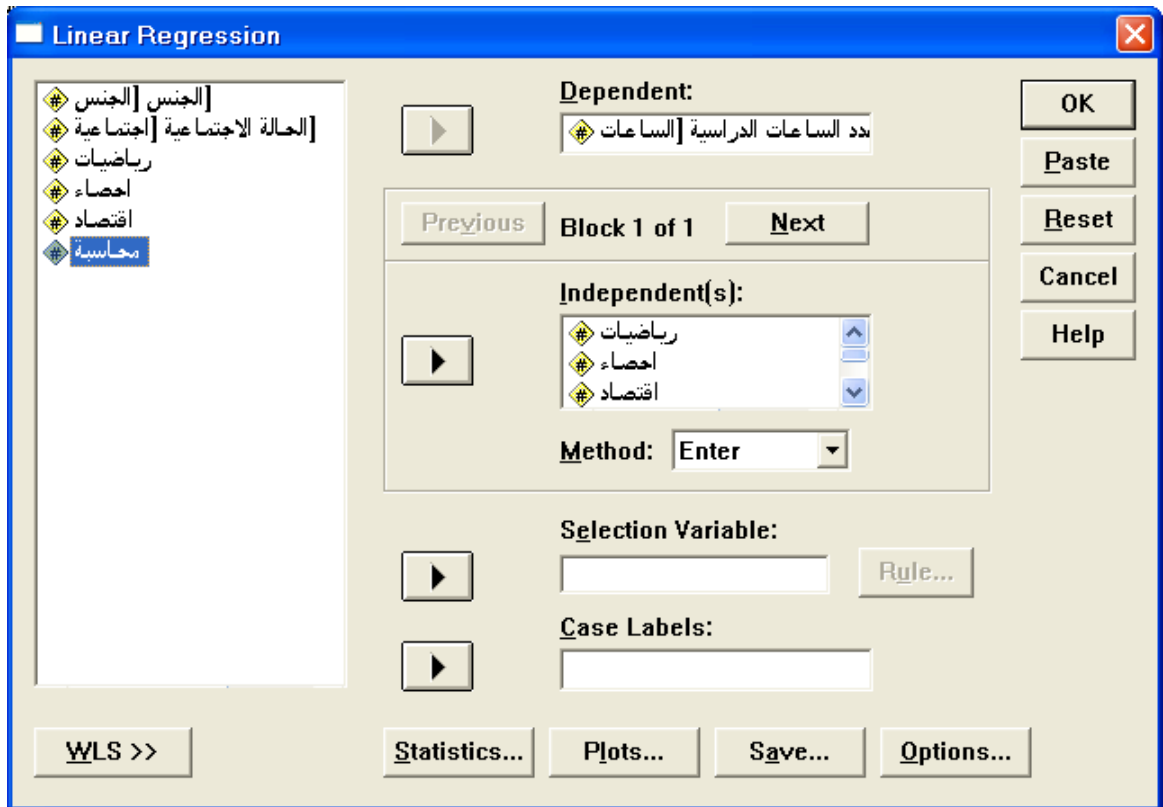 Linear Regression
[الجنس [الجنس
[الحالة الاجتماعية [اجتماعية
رياضيات
احصاء
اقتصاد
محاسبة
Dependent:
عدد الساعات الدراسية [الساعات
Previous
Block 1 of 1
Next
Independent(s):
رياضيات
احصاء
اقتصاد
Method:
Enter
Selection Variable:
Rule...
Case Labels:
WLS >>
Statistics...
Plots...
Save...
Options...
OK
Paste
Reset
Cancel
Help